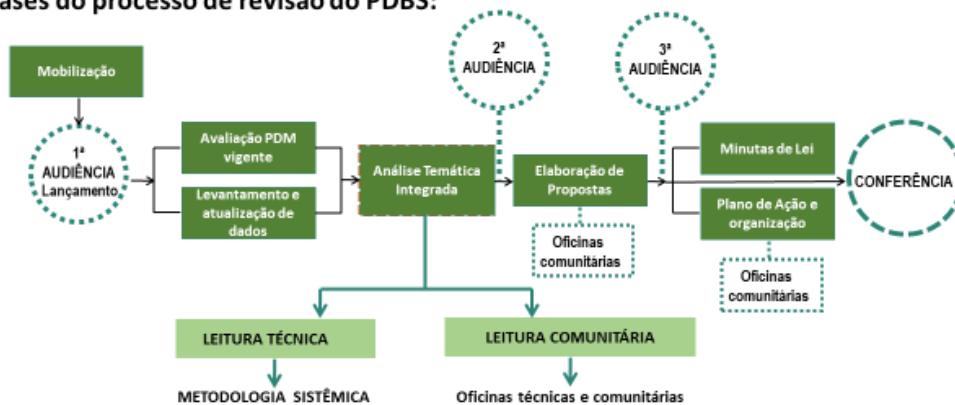 ases do processo de revisão do PDBS:
Mobilização
1ª
AUDIÊNCIA
Lançamento
Avaliação PDM
vigente
Levantamento e
atualização de
dados
Análise Temática
Integrada
2ª
AUDIÊNCIA
Elaboração de
Propostas
Oficinas
comunitárias
3ª
AUDIÊNCIA
Minutas de Lei
Plano de Ação e
organização
Oficinas
comunitárias
CONFERÊNCIA
LEITURA TÉCNICA
LEITURA COMUNITÁRIA
METODOLOGIA SISTÊMICA
Oficinas técnicas e comunitárias